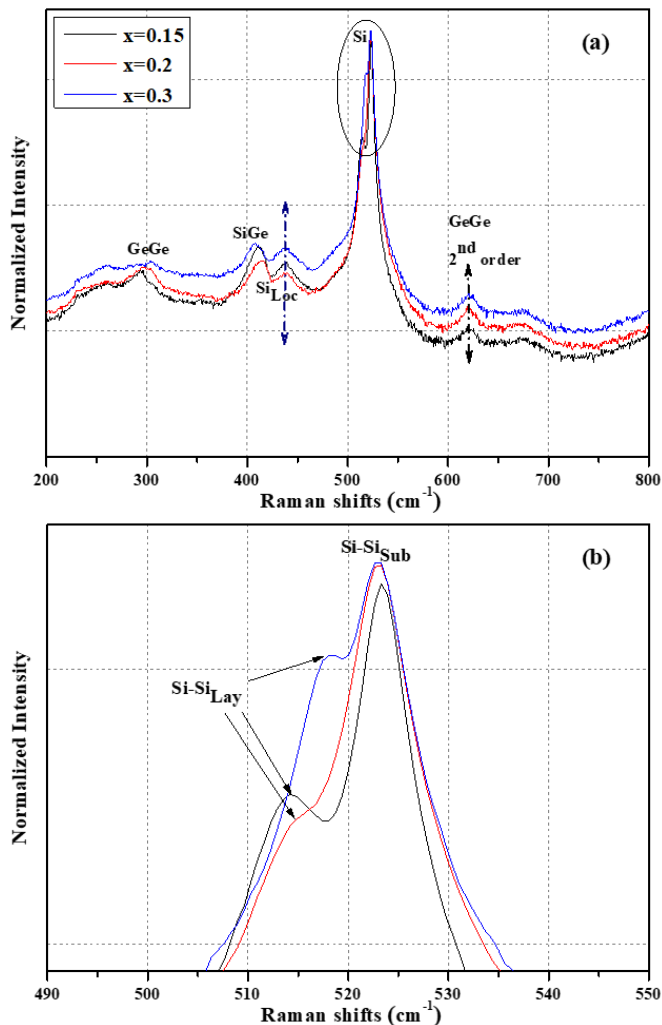 x=0.15
x=0.2
x=0.3
Si
(a)
GeGe
SiGe
Si Loc
GeGe
2nd order
Normalized Intensity
200 300 400 500 600 700 800
Raman shifts (cm-1)
Si-Si Sub
(b)
Si-Si Lay
Normalized Intensity
490 500 510 520 530 540 550
Raman shifts (cm-1)